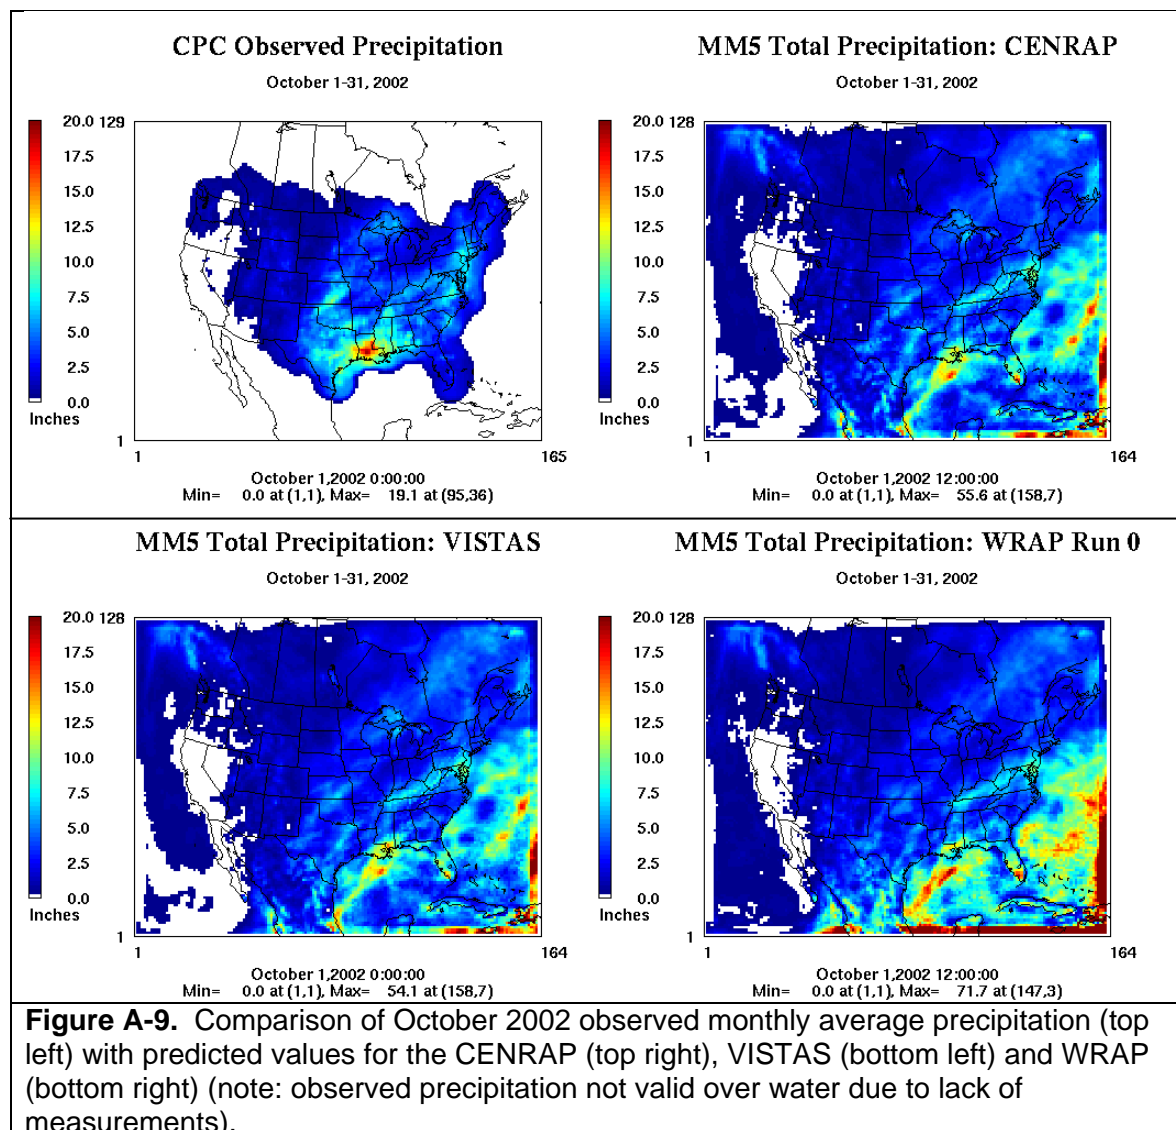 CPC Observed Precipitation
October 1-31, 2002
20.0
17.5
15.0
12.5
10.0
7.5
5.0
2.5
0.0
Inches
129
1
1
165
October 1,2002 0:00:00
Min= 0.0 at (1,1), Max= 19.1 at (95,36)
MM5 Total Precipitation: CENRAP
October 1-31, 2002
20.0
17.5
15.0
12.5
10.0
7.5
5.0
2.5
0.0
Inches
128
1
1
164
October 1,2002 12:00:00
Min= 0.0 at (1,1), Max= 55.6 at (158,7)
MM5 Total Precipitation: VISTAS
October 1-31, 2002
20.0
17.5
15.0
12.5
10.0
7.5
5.0
2.5
0.0
Inches
128
1
1
164
October 1,2002 0:00:00
Min= 0.0 at (1,1), Max= 54.1 at (158,7)
MM5 Total Precipitation: WRAP Run 0
October 1-31, 2002
20.0
17.5
15.0
12.5
10.0
7.5
5.0
2.5
0.0
Inches
128
1
1
164
October 1,2002 12:00:00
Min= 0.0 at (1,1), Max= 71.7 at (147,3)
Figure A-9. Comparison of October 2002 observed monthly average precipitation (top
left) with predicted values for the CENRAP (top right), VISTAS (bottom left) and WRAP
(bottom right) (note: observed precipitation not valid over water due to lack of
measurements).